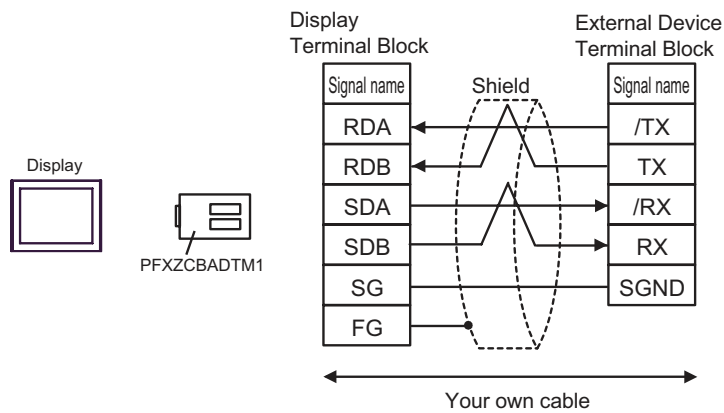 Display
Terminal Block
External Device
Terminal Block
Signal name
Shield
Signal name
RDA
/TX
RDB
TX
Display
SDA
/RX
SDB
RX
PFXZCBADTM1
SG
SGND
FG
Your own cable